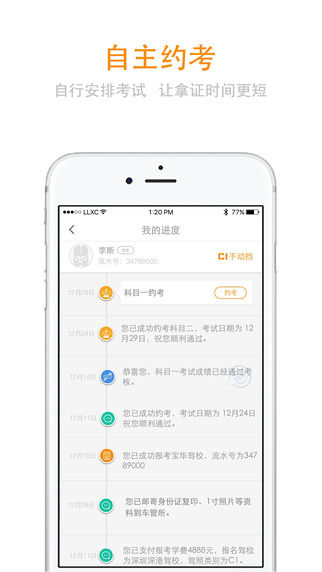 自主约考
自行安排考试 让拿证时间更短
LLXC
1:20 PM
77%
我的进度
李斯
流水号：34789000
C1手动挡
12月29日
科目一约考
约考
12月24日
您已成功约考科目二，考试日期为 12
月29日，祝您顺利通过。
12月14日
恭喜您，科目一考试成绩已经通过考
核。
12月11日
您已成功约考，考试日期为 12月24日
祝您顺利通过。
12月10日
您已成功报考宝华驾校，流水号为347
89000
12月29日
您已邮寄身份证复印、1寸照片等资
料到车管所。
12月11日
您已支付报考学费4888元，报名驾校
为深圳深港驾校，驾照类别为C1。